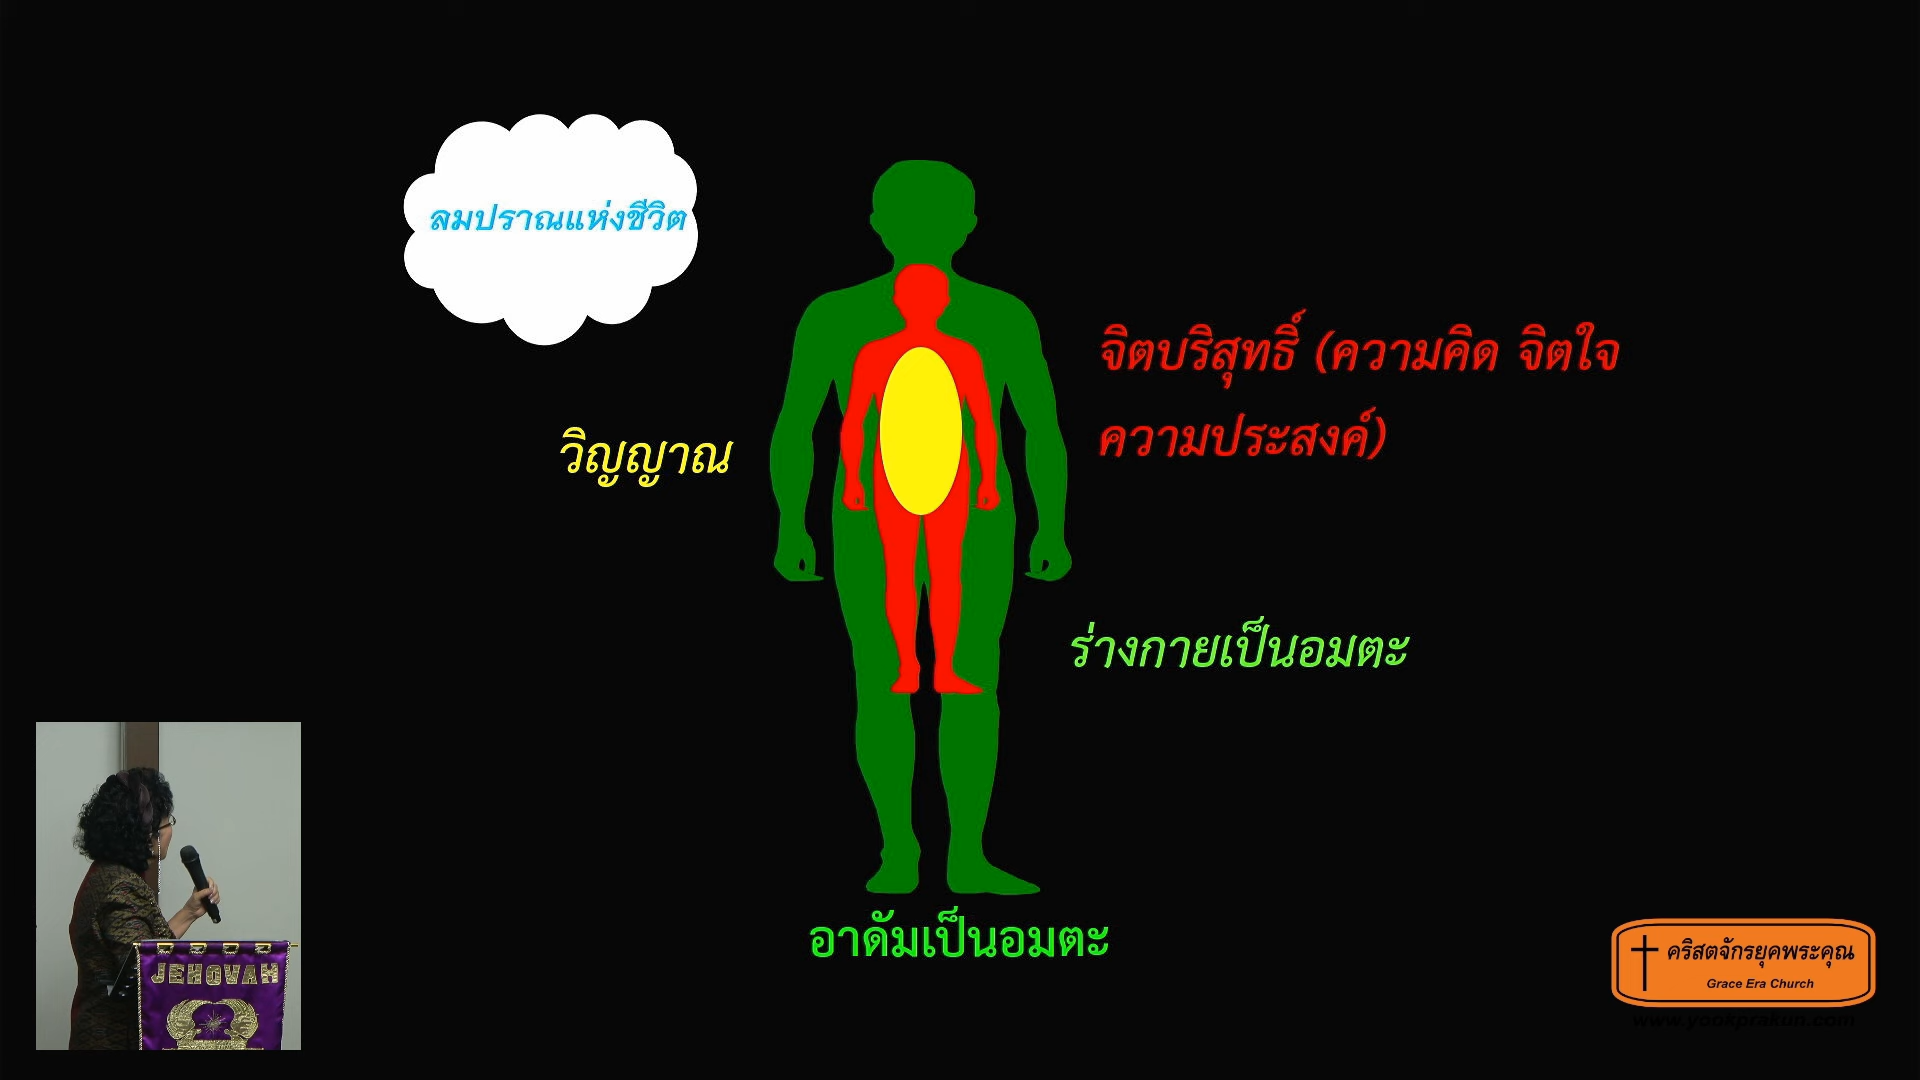 ลมปราณแห่งชีวิต
จิตบริสุทธิ์ (ความคิด จิตใจ
ความประสงค์)
วิญญาณ
ร่างกายเป็นอมตะ
อาดัมเป็นอมตะ
JEHOVAH
คริสตจักรยุคพระคุณ
Grace Era Church
www.yookprakun.com